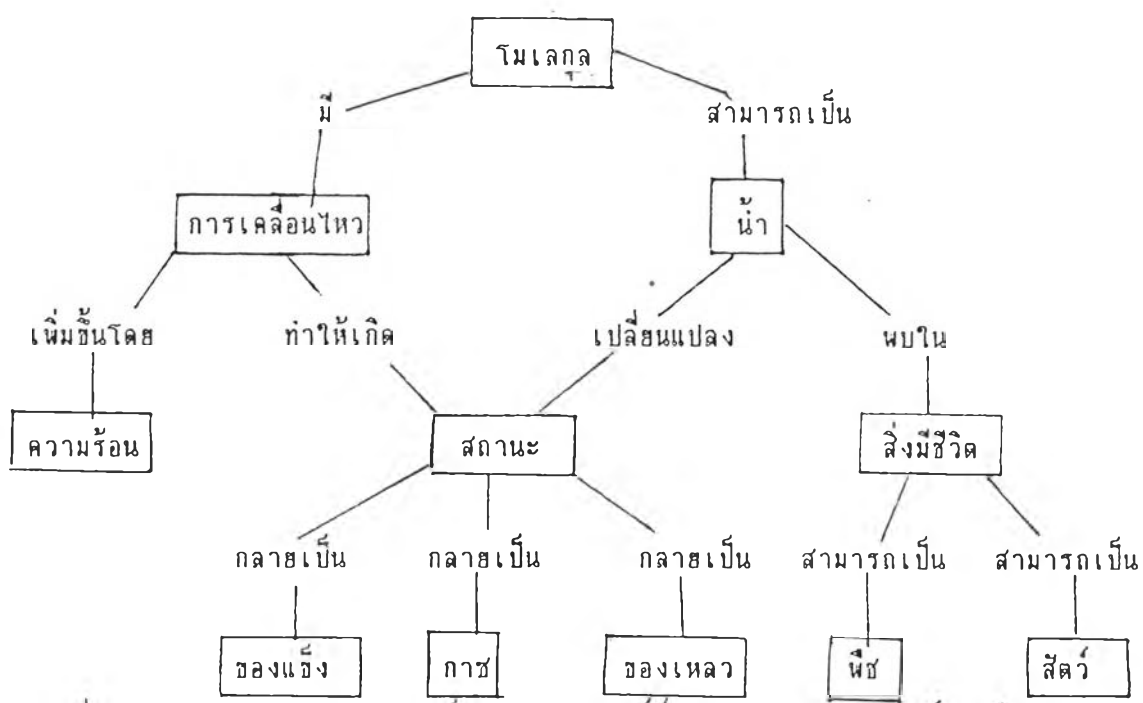 โมเลกุล
มี
สามารถเป็น
การเคลื่อนไหว
น้ำ
เพิ่มขึ้นโดย
ทำให้เกิด
เปลี่ยนแปลง
พบใน
ความร้อน
สถานะ
สิ่งมีชีวิต
กลายเป็น
กลายเป็น
กลายเป็น
สามารถเป็น
สามารถเป็น
ของแข็ง
กาซ
ของเหลว
พืช
สัตว์